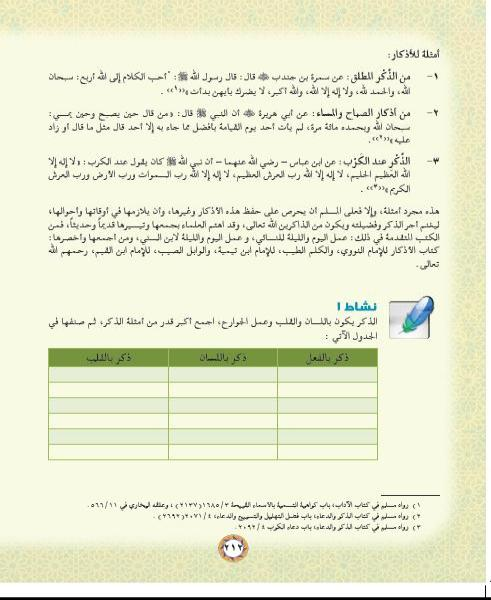 أمثلة للأذكار:
١- من الذِّكْر المطلق: عن سمرة بن جندب ﷺ قال: قال رسول الله ﷺ: "أحب الكلام إلى الله أربع: سبحان
الله، والحمد لله، ولا إله إلا الله، والله أكبر، لا يضرك بأيهن بدأت»(١).
٢- من أذكار الصباح والمساء: عن أبي هريرة أن النبي ﷺ قال: «من قال حين يصبح وحين يمسي:
سبحان الله وبحمده مائة مرة، لم يأت أحد يوم القيامة بأفضل مما جاء به إلا أحد قال مثل ما قال أو زاد
عليه»(٢).
٣- الذِّكْر عند الكَرْب: عن ابن عباس - رضي الله عنهما - أن نبي الله ﷺ كان يقول عند الكرب: «لا إله إلا
الله العظيم الحليم، لا إله إلا الله رب العرش العظيم، لا إله إلا الله رب السموات ورب الأرض ورب العرش
الكريم»(٣).
هذه مجرد أمثلة، وإلا فعلى المسلم أن يحرص على حفظ هذه الأذكار وغيرها، وأن يلازمها في أوقاتها وأحوالها،
ليغنم أجر الذكر وفضيلته ويكون من الذاكرين الله تعالى، وقد اهتم العلماء بجمعها وتيسيرها قديماً وحديثاً، فمن
الكتب المتقدمة في ذلك: عمل اليوم والليلة للنسائي، و عمل اليوم والليلة لابن السني، ومن أجمعها وأخصرها:
كتاب الأذكار للإمام النووي، والكلم الطيب، للإمام ابن تيمية، والوابل الصيب، للإمام ابن القيم، رحمهم الله
تعالى.
نشاط ١
الذكر يكون باللسان والقلب وعمل الجوارح، اجمع أكبر قدر من أمثلة الذكر، ثم صنفها في
الجدول الآتي :
ذكر بالفعل ذكر باللسان ذكر بالقلب
١) رواه مسلم في كتاب الآداب، باب كراهية التسمية بالأسماء القبيحة ١٦٨٥/٣(٢١٣٧)، وعلقه البخاري في ٥٦٦/١١ .
٢) رواه مسلم في كتاب الذكر والدعاء، باب فضل التهليل والتسبيح والدعاء، ٢٠٧١/٤(٢٦٩٢) .
٣) رواه مسلم في كتاب الذكر والدعاء، باب دعاء الكرب ٢٠٩٢/٤ .
٢١٢